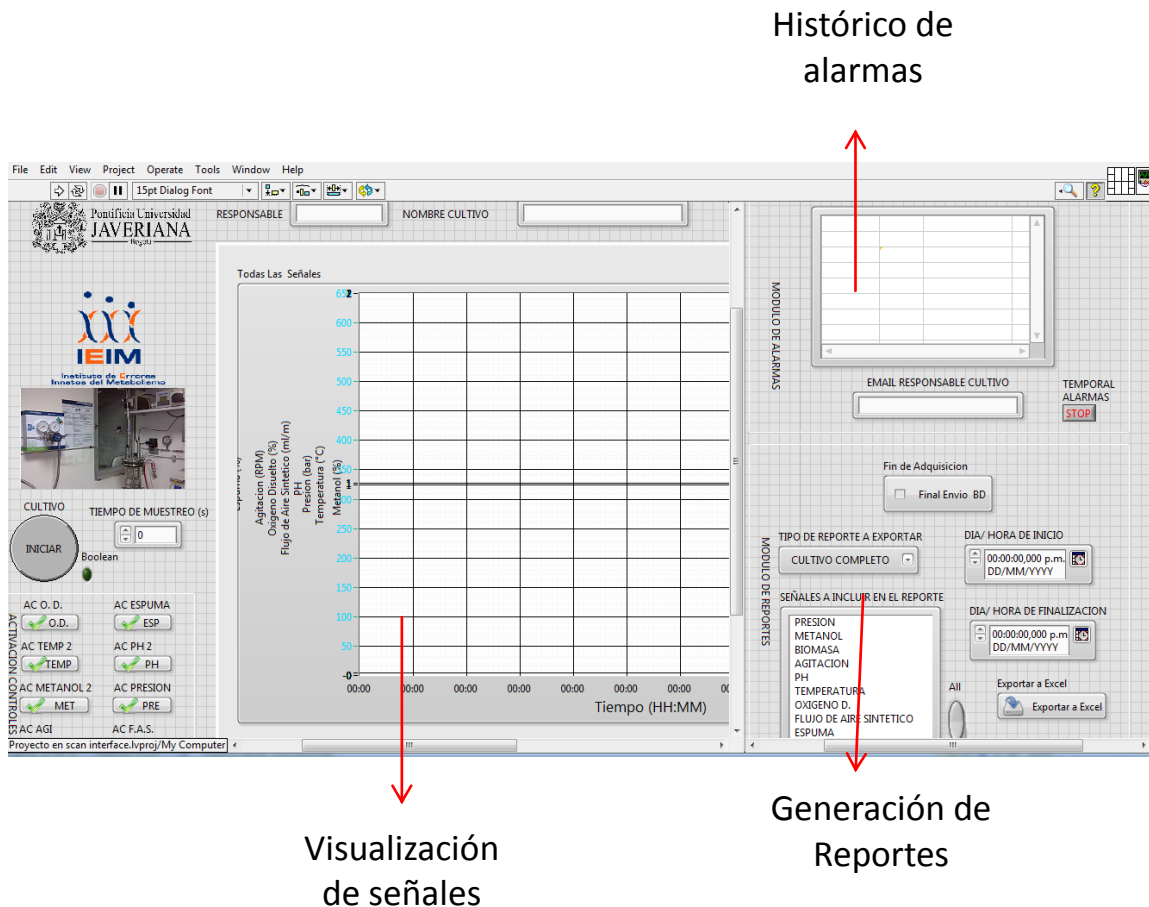 Histórico de
alarmas
File Edit View Project Operate Tools Window Help
15pt Dialog Font
Pontificia Universidad
JAVERIANA
Bogotá
RESPONSABLE
NOMBRE CULTIVO
IEIM
Instituto de Errores
Innatos del Metabolismo
CULTIVO
INICIAR
TIEMPO DE MUESTREO (s)
0
Boolean
ACTIVACION CONTROLES
AC O. D. AC ESPUMA
O.D. ESP
AC TEMP 2 AC PH 2
TEMP PH
AC METANOL 2 AC PRESION
MET PRE
AC AGI AC F.A.S.
Proyecto en scan interface.lvproj/My Computer
Todas Las Señales
Agitacion (RPM)
Oxigeno Disuelto (%)
Flujo de Aire Sintetico (ml/m)
PH
Presion (bar)
Temperatura (°C)
Metanol (%)
2
600
550
500
450
400
1
250
200
150
100
50
0
00:00 00:00 00:00 00:00 00:00 00:00 00:00
Tiempo (HH:MM)
MODULO DE ALARMAS
EMAIL RESPONSABLE CULTIVO
TEMPORAL
ALARMAS
STOP
Fin de Adquisicion
Final Envio BD
MODULO DE REPORTES
TIPO DE REPORTE A EXPORTAR
CULTIVO COMPLETO
DIA/ HORA DE INICIO
00:00:00,000 p.m.
DD/MM/YYYY
SEÑALES A INCLUIR EN EL REPORTE
PRESION
METANOL
BIOMASA
AGITACION
PH
TEMPERATURA
OXIGENO D.
FLUJO DE AIRE SINTETICO
ESPUMA
DIA/ HORA DE FINALIZACION
00:00:00,000 p.m
DD/MM/YYYY
All
Exportar a Excel
Exportar a Excel
Visualización
de señales
Generación de
Reportes